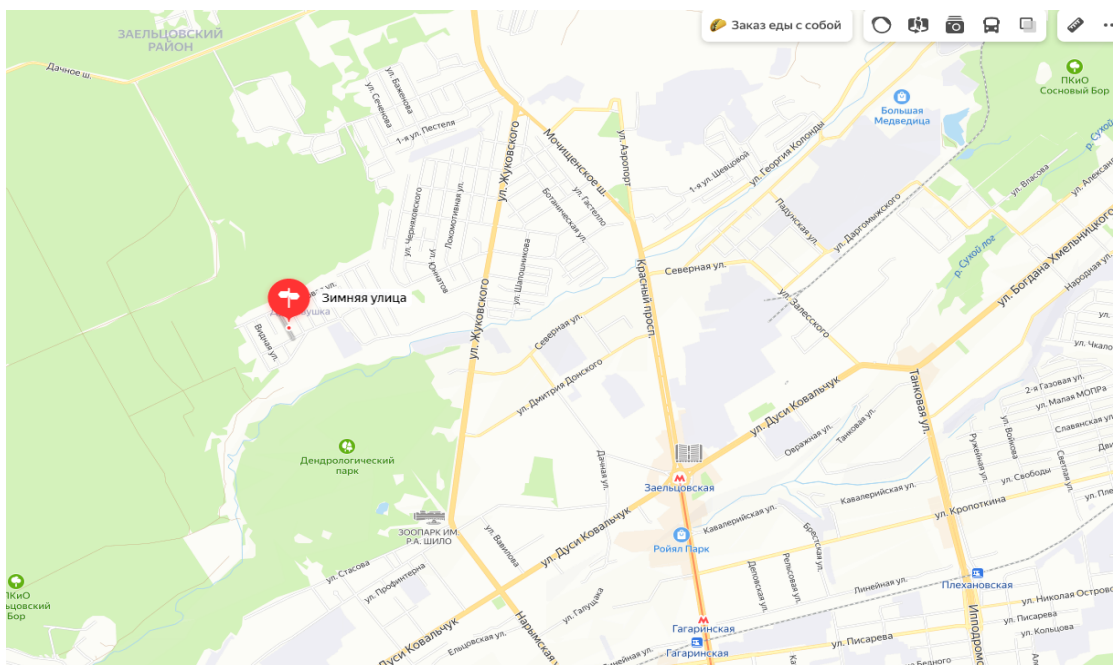 ЗАЕЛЬЦОВСКИЙ
РАЙОН
Заказ еды с собой
Дачное ш.
ул. Баженова
ул. Сеченова
1-я ул. Пестеля
ПКиО
Сосновый Бор
Большая
Медведица
р. Сухой
ул. Жуковского
Мочищенское ш.
ул. Аэропорт
ул. Георгия Колонды
1-я ул. Шевцовой
ул. Власова
ул. Черняховского
Локомотивная ул.
ул. Юннатов
Ботаническая ул.
ул. Гастелло
ул. Шапошникова
Падунская ул.
ул. Даргомыжского
р. Сухой лог
ул. Богдана Хмельницкого
Народная ул.
Красный просп.
Северная ул.
ул. Залесского
Зимняя улица
Видная ул.
ул. Жуковского
Северная ул.
ул. Дмитрия Донского
ул. Дуси Ковальчук
Танковая ул.
2-я Газовая ул.
ул. Малая МОПРа
Славянская ул.
Овражная ул.
Танковая ул.
Ружейная ул.
ул. Войкова
Светлая ул.
ул. Свободы
Дендрологический
парк
Дачная ул.
Заельцовская
Кавалерийская ул.
ул. Кропоткина
ЗООПАРК ИМ.
Р.А. ШИЛО
ул. Вавилова
ул. Дуси Ковальчук
Ройял Парк
Кавалерийская ул.
Брестская ул.
ул. Стасова
ул. Профинтерна
Деповская ул.
Рельсовая ул.
Линейная ул.
Плехановская
Бор
Нарымская ул.
ул. Галущака
Гагаринская
Гагаринская
Ельцовская ул.
ул. Дуси Ковальчук
ул. Писарева
ул. Писарева
ул. Кольцова